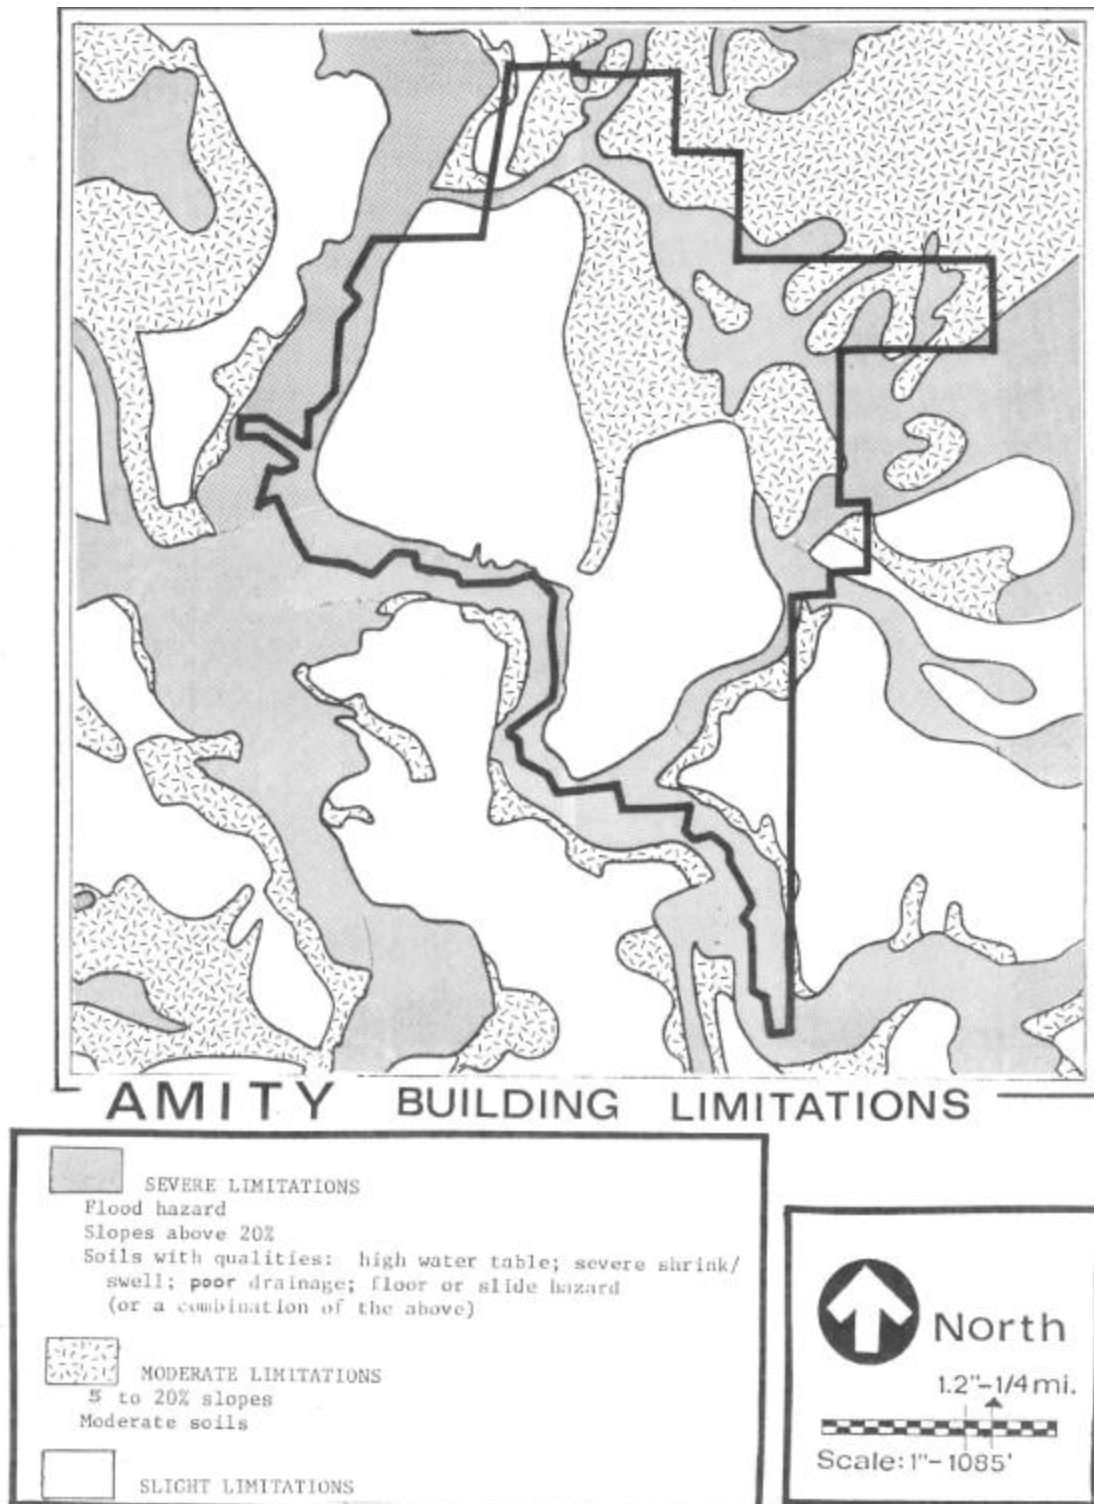 AMITY BUILDING LIMITATIONS
SEVERE LIMITATIONS
Flood hazard
Slopes above 20%
Soils with qualities: high water table; severe shrink/
swell; poor drainage; floor or slide hazard
(or a combination of the above)
MODERATE LIMITATIONS
5 to 20% slopes
Moderate soils
SLIGHT LIMITATIONS
North
1.2"-1/4 mi.
Scale: 1"-1085'